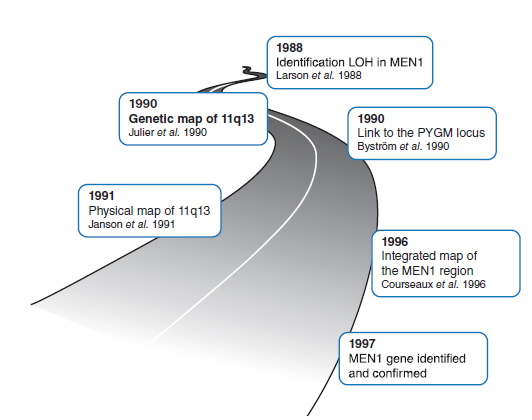 1988
Identification LOH in MEN1
Larson et al. 1988
1990
Genetic map of 11q13
Julier et al. 1990
1990
Link to the PYGM locus
Byström et al. 1990
1991
Physical map of 11q13
Janson et al. 1991
1996
Integrated map of
the MEN1 region
Courseaux et al. 1996
1997
MEN1 gene identified
and confirmed